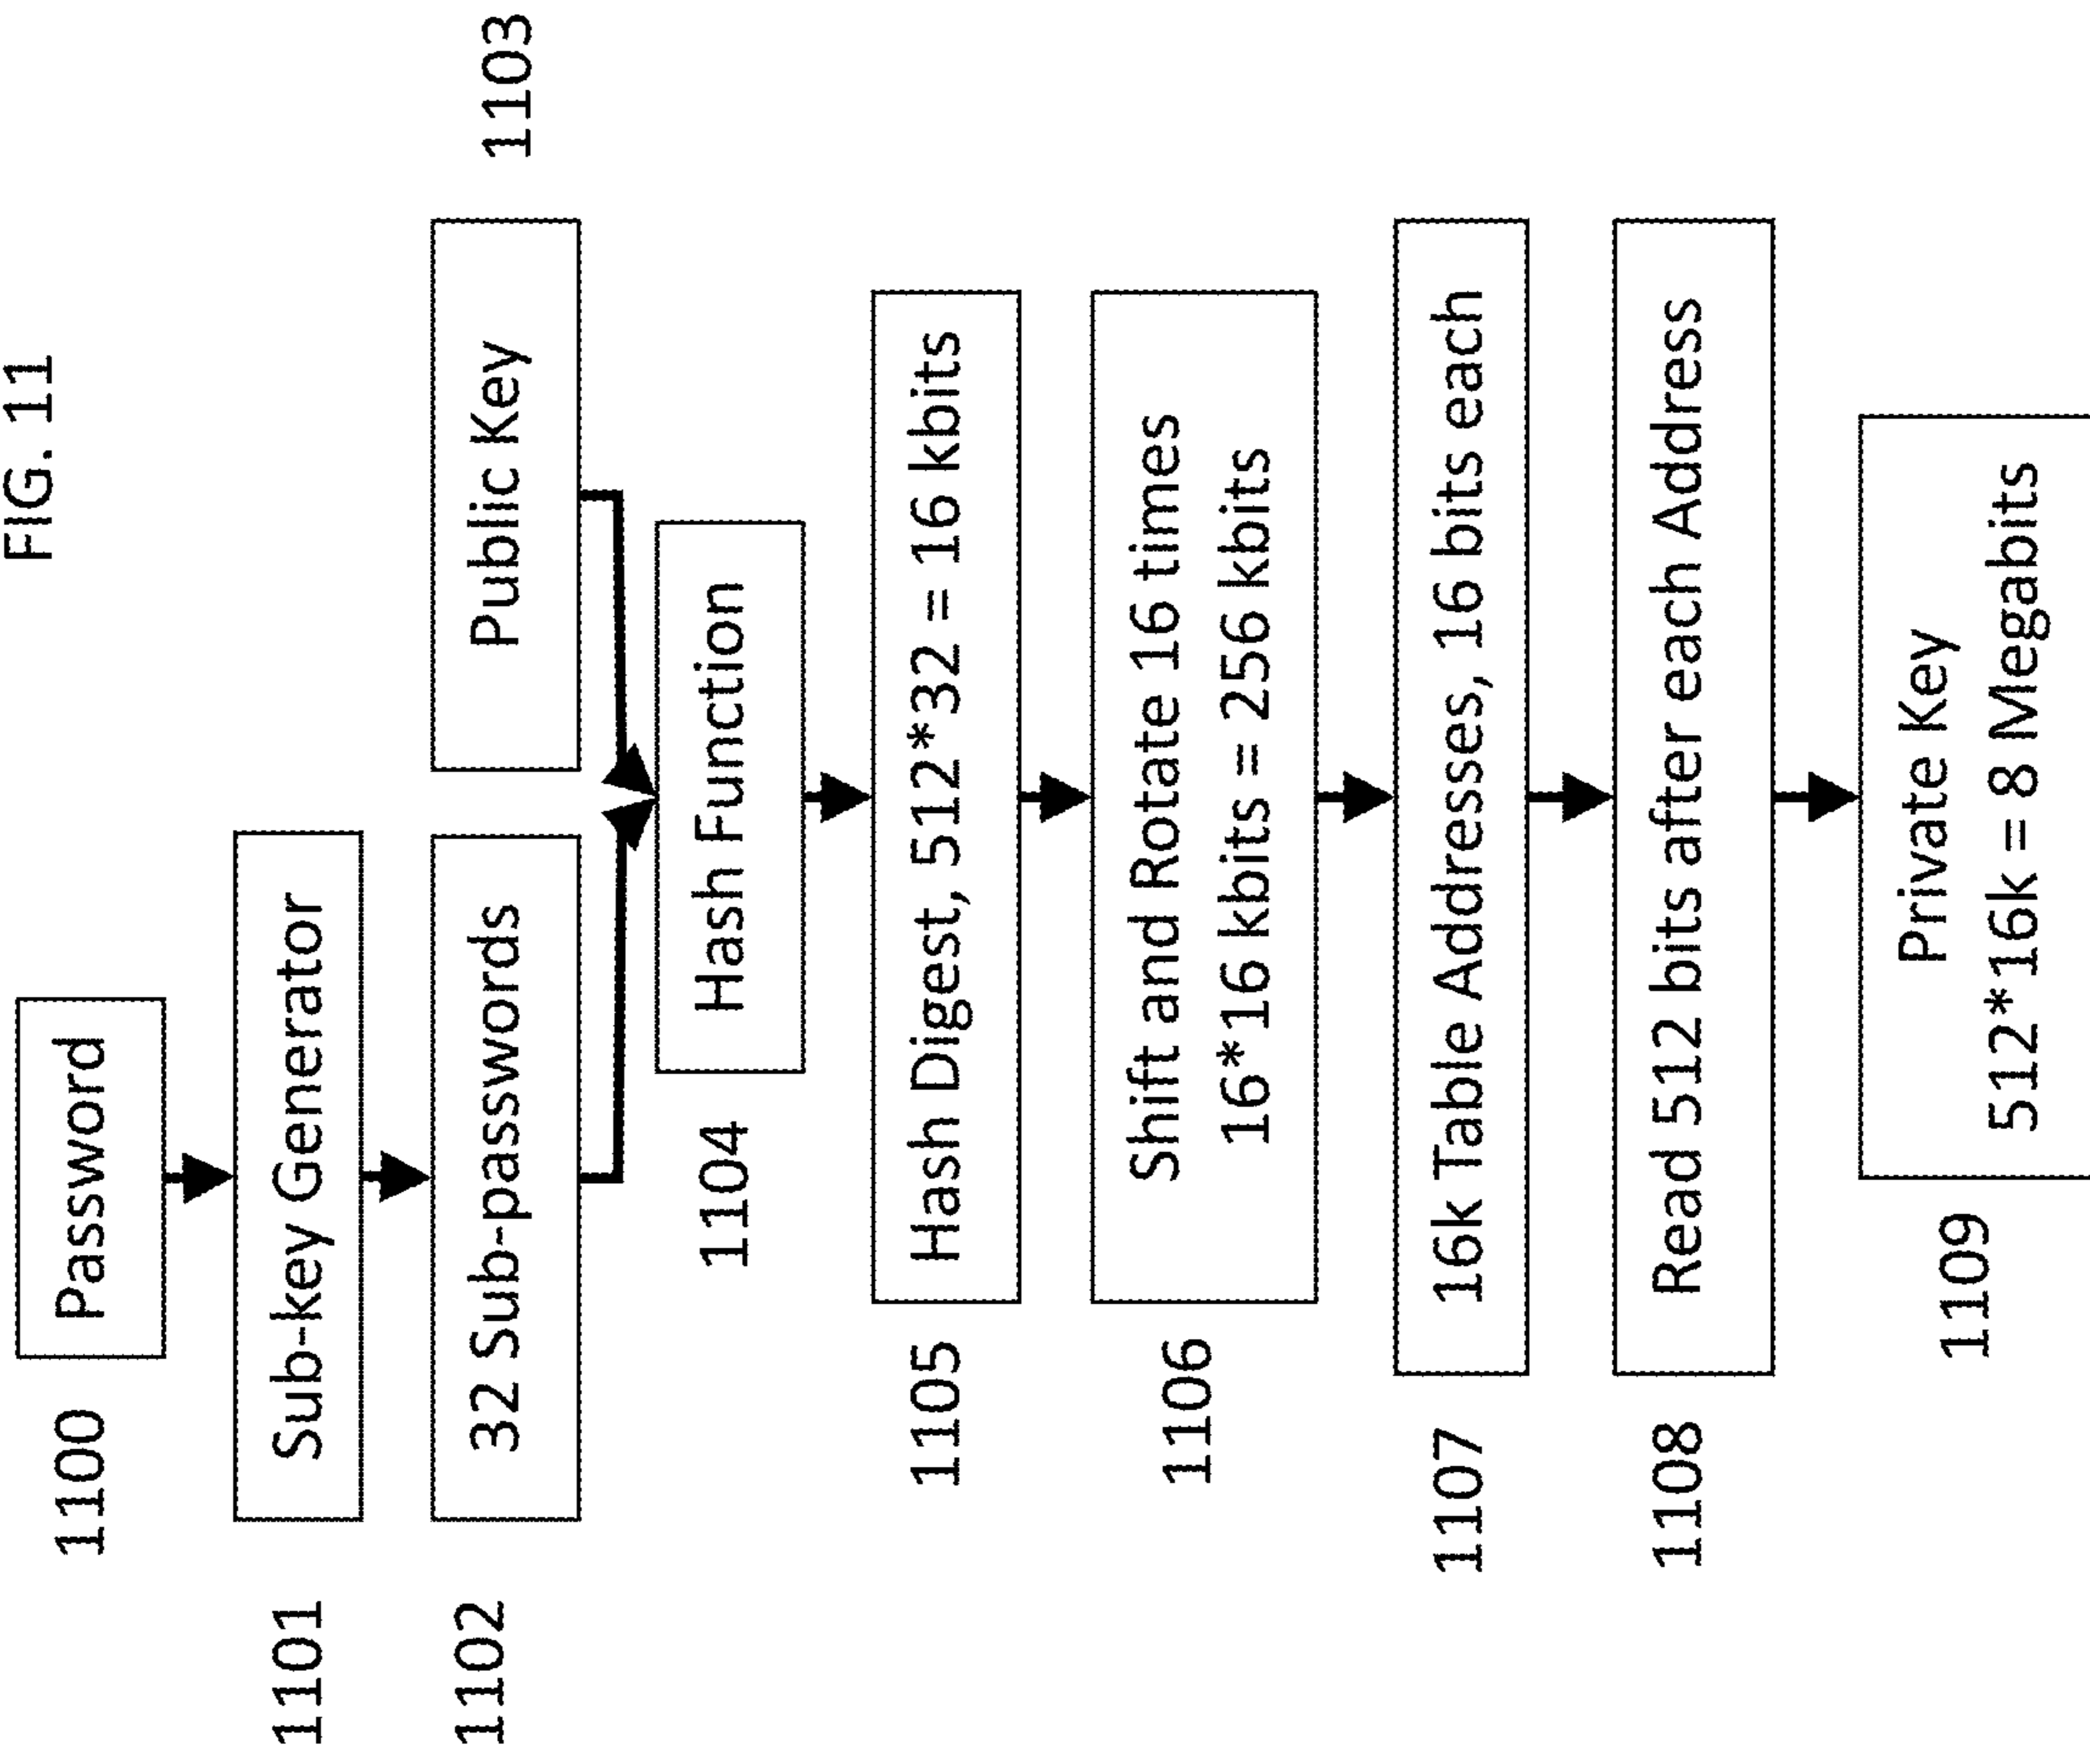 FIG. 11
1100 Password
1101 Sub-key Generator
1102 32 Sub-passwords
Public Key 1103
1104 Hash Function
1105 Hash Digest, 512*32 = 16 kbits
1106 Shift and Rotate 16 times
16*16 kbits = 256 kbits
1107 16k Table Addresses, 16 bits each
1108 Read 512 bits after each Address
1109 Private Key
512*16k = 8 Megabits